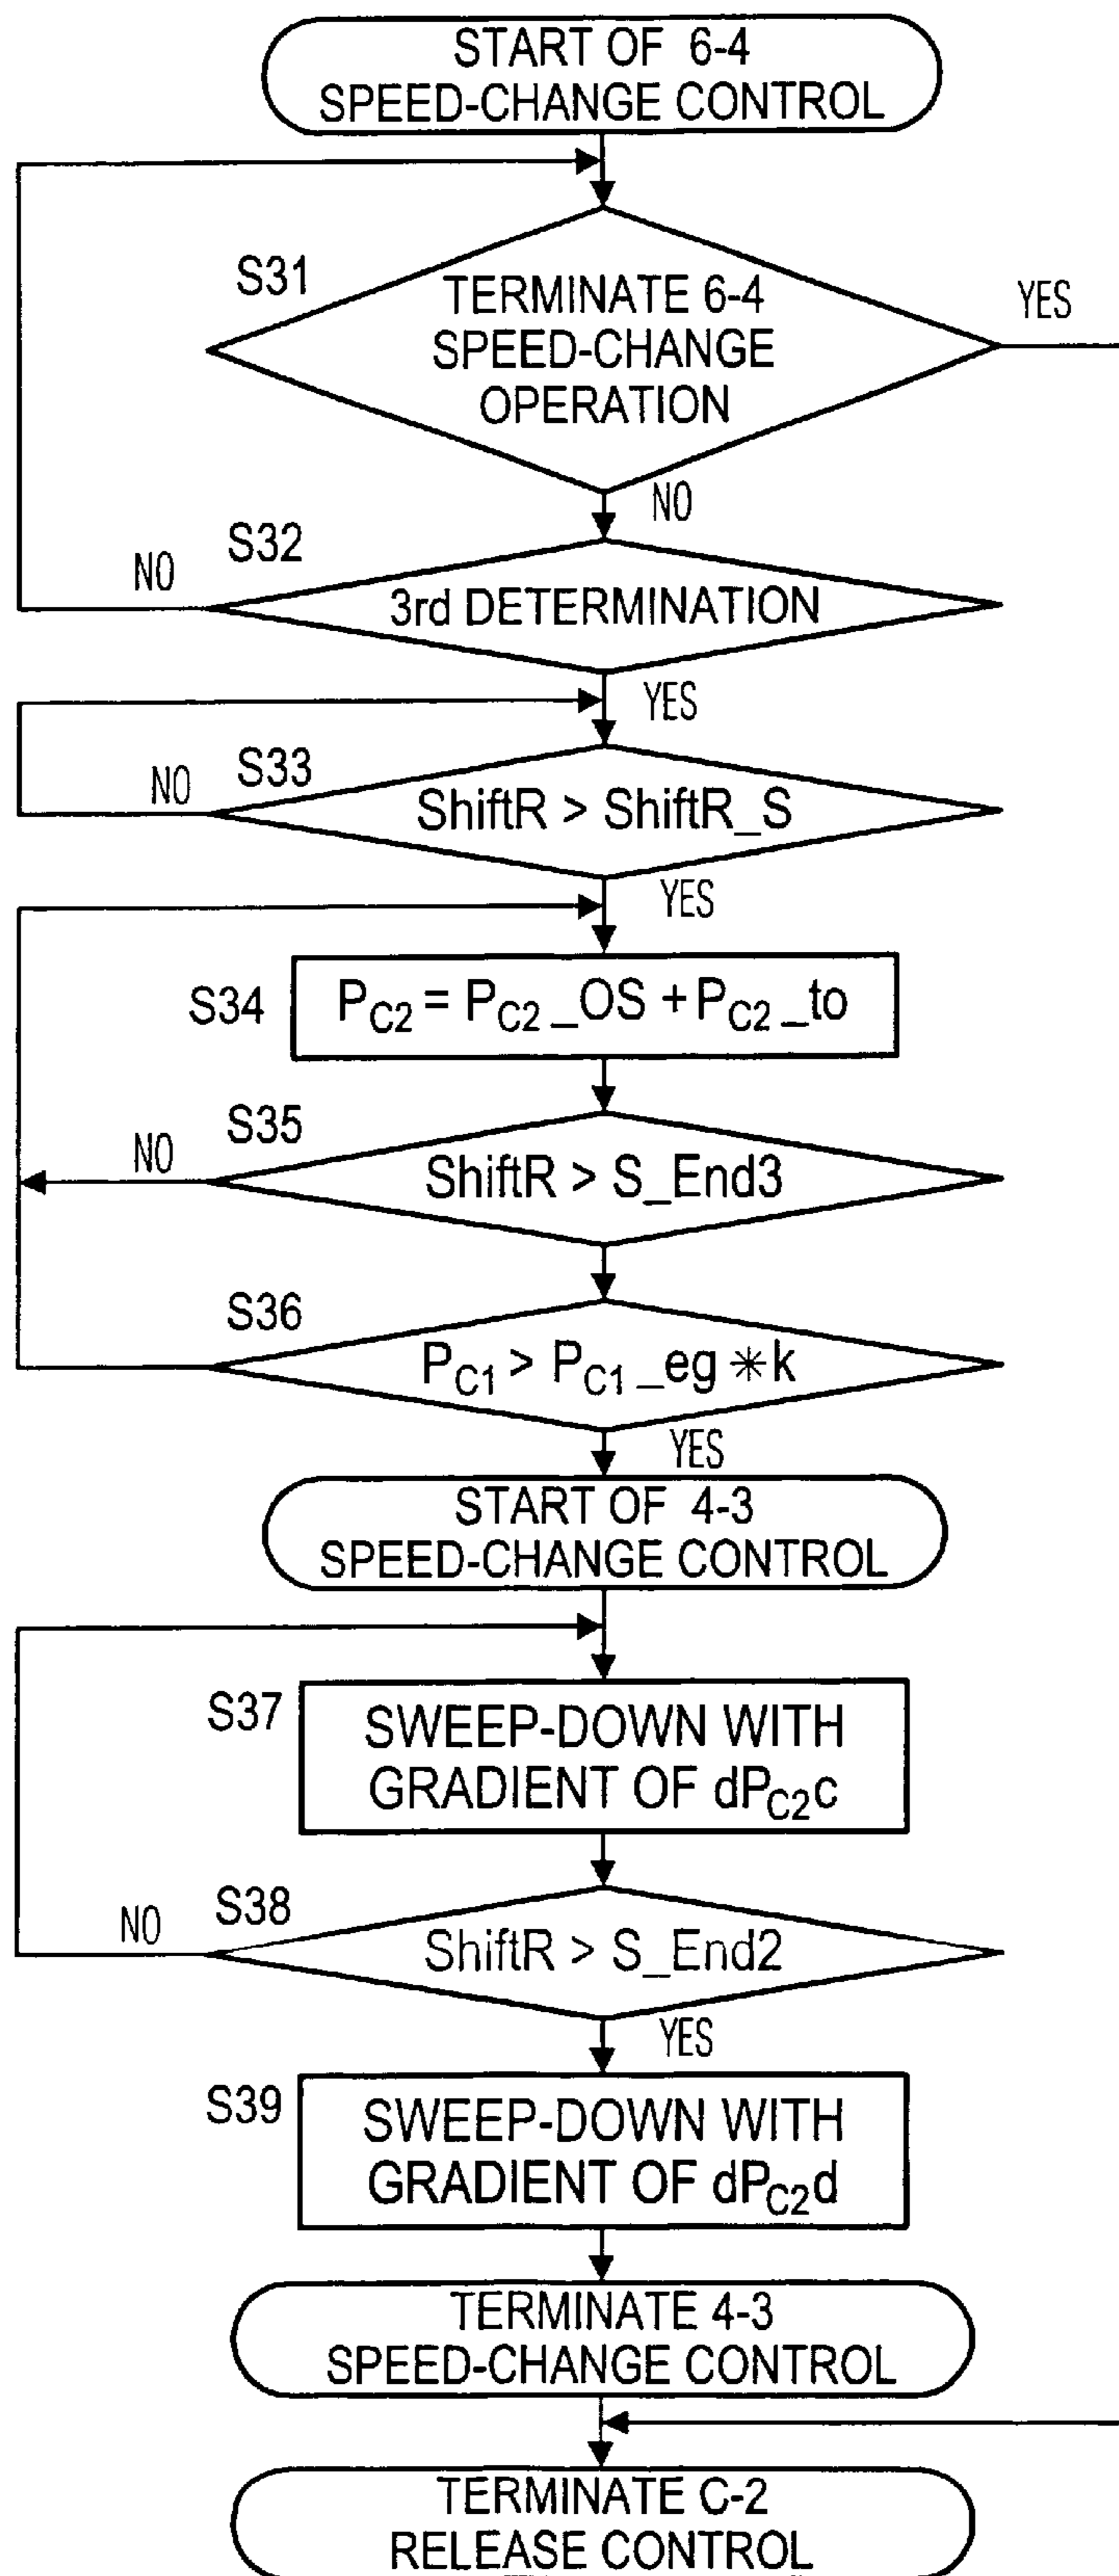 START OF 6-4
SPEED-CHANGE CONTROL
S31
TERMINATE 6-4
SPEED-CHANGE
OPERATION
YES
NO
S32
NO
3rd DETERMINATION
YES
S33
NO
ShiftR > ShiftR_S
YES
S34
PC2 = PC2_OS + PC2_to
S35
NO
ShiftR > S_End3
S36
PC1 > PC1_eg *k
YES
START OF 4-3
SPEED-CHANGE CONTROL
S37
SWEEP-DOWN WITH
GRADIENT OF dPC2c
S38
NO
ShiftR > S_End2
YES
S39
SWEEP-DOWN WITH
GRADIENT OF dPC2d
TERMINATE 4-3
SPEED-CHANGE CONTROL
TERMINATE C-2
RELEASE CONTROL